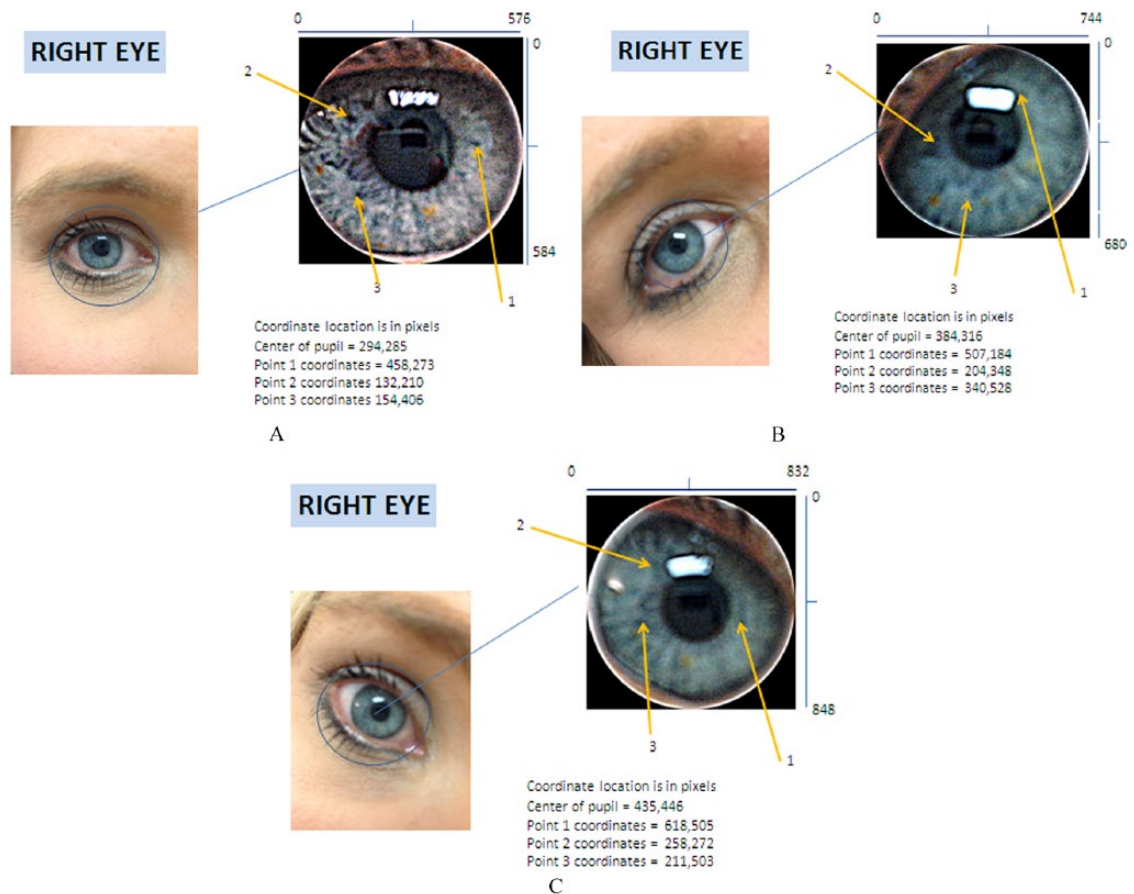 0 576
RIGHT EYE
2
0
584
3
1
Coordinate location is in pixels
Center of pupil = 294,285
Point 1 coordinates = 458,273
Point 2 coordinates 132,210
Point 3 coordinates 154,406
A
0 744
RIGHT EYE
3
2
0
680
3
1
Coordinate location is in pixels
Center of pupil = 384,316
Point 1 coordinates = 507,184
Point 2 coordinates = 204,348
Point 3 coordinates = 340,528
B
0 832
RIGHT EYE
2
0
848
3
1
Coordinate location is in pixels
Center of pupil = 435,446
Point 1 coordinates = 618,505
Point 2 coordinates = 258,272
Point 3 coordinates = 211,503
C